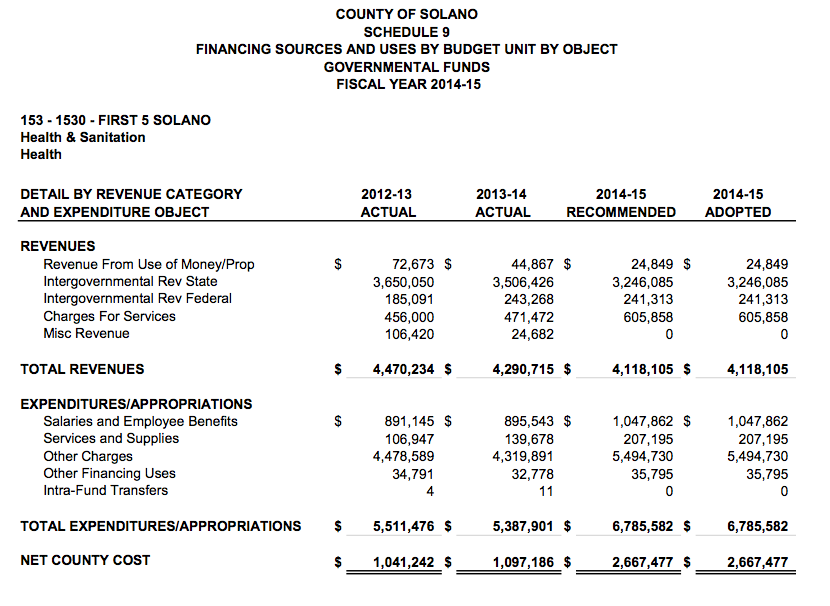 COUNTY OF SOLANO
SCHEDULE 9
FINANCING SOURCES AND USES BY BUDGET UNIT BY OBJECT
GOVERNMENTAL FUNDS
FISCAL YEAR 2014-15
153 - 1530 - FIRST 5 SOLANO
Health & Sanitation
Health
DETAIL BY REVENUE CATEGORY 2012-13 2013-14 2014-15 2014-15
AND EXPENDITURE OBJECT ACTUAL ACTUAL RECOMMENDED ADOPTED
REVENUES
Revenue From Use of Money/Prop $ 72,673 $ 44,867 $ 24,849 $ 24,849
Intergovernmental Rev State 3,650,050 3,506,426 3,246,085 3,246,085
Intergovernmental Rev Federal 185,091 243,268 241,313 241,313
Charges For Services 456,000 471,472 605,858 605,858
Misc Revenue 106,420 24,682 0 0
TOTAL REVENUES $ 4,470,234 $ 4,290,715 $ 4,118,105 $ 4,118,105
EXPENDITURES/APPROPRIATIONS
Salaries and Employee Benefits $ 891,145 $ 895,543 $ 1,047,862 $ 1,047,862
Services and Supplies 106,947 139,678 207,195 207,195
Other Charges 4,478,589 4,319,891 5,494,730 5,494,730
Other Financing Uses 34,791 32,778 35,795 35,795
Intra-Fund Transfers 4 11 0 0
TOTAL EXPENDITURES/APPROPRIATIONS $ 5,511,476 $ 5,387,901 $ 6,785,582 $ 6,785,582
NET COUNTY COST $ 1,041,242 $ 1,097,186 $ 2,667,477 $ 2,667,477